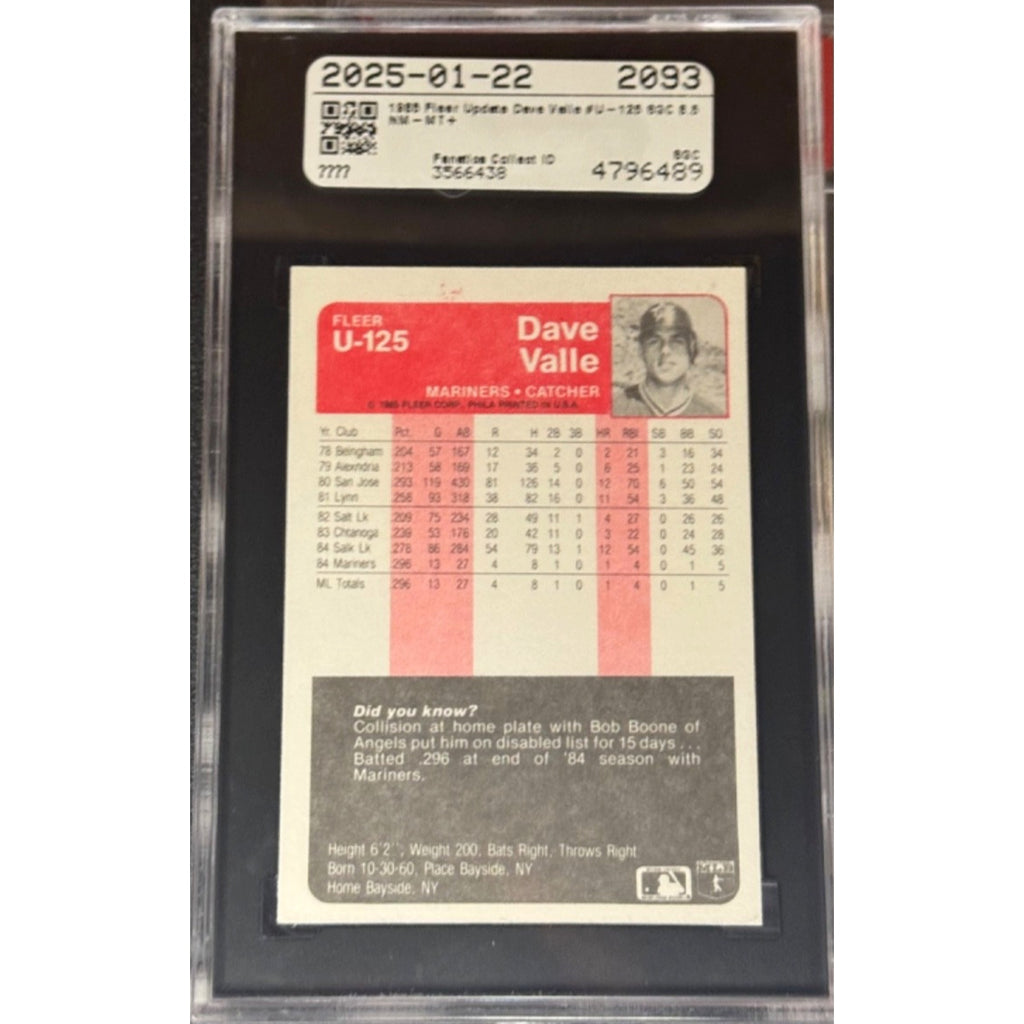 2025-01-22 2093
1985 Fleer Update Dave Valle #U-125 SGC 8.5
NM-MT+
Fanatics Collect ID SGC
???? 3566438 4796489
FLEER
U-125
Dave
Valle
MARINERS • CATCHER
© 1985 FLEER CORP., PHILA PRINTED IN U.S.A.
Yr. Club Pct. G AB R H 2B 3B HR RBI SB BB SO
78 Belngham .204 57 167 12 34 2 0 2 21 3 16 34
79 Alexndria .213 58 169 17 36 5 0 6 25 1 23 24
80 San Jose .293 119 430 81 126 14 0 12 70 6 50 54
81 Lynn .258 93 318 38 82 16 0 11 54 3 36 48
82 Salt Lk .209 75 234 28 49 11 1 4 27 0 26 26
83 Chtanoga .239 53 176 20 42 11 0 3 22 0 24 28
84 Salk Lk .278 86 284 54 79 13 1 12 54 0 45 36
84 Mariners .296 13 27 4 8 1 0 1 4 0 1 5
ML Totals .296 13 27 4 8 1 0 1 4 0 1 5
Did you know?
Collision at home plate with Bob Boone of
Angels put him on disabled list for 15 days ...
Batted .296 at end of '84 season with
Mariners.
Height 6'2'', Weight 200, Bats Right, Throws Right
Born 10-30-60, Place Bayside, NY
Home Bayside, NY